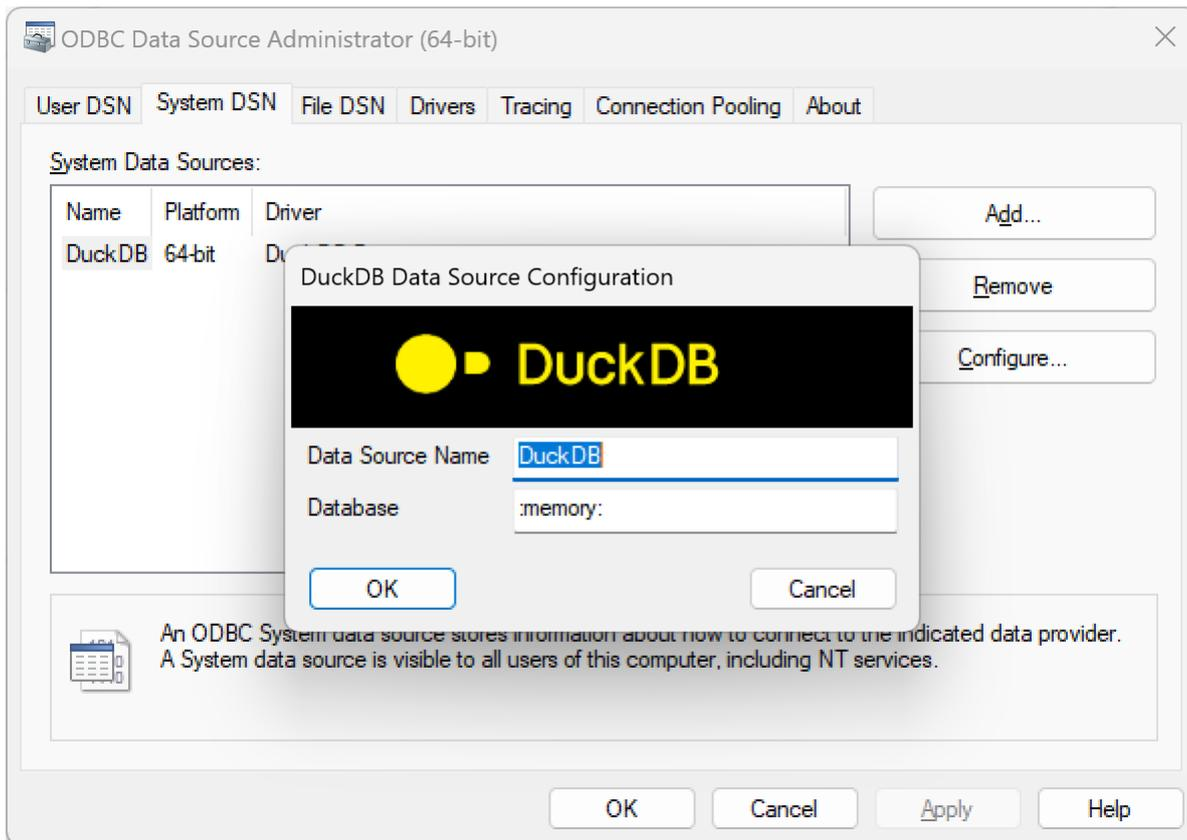 ODBC Data Source Administrator (64-bit)
User DSN System DSN File DSN Drivers Tracing Connection Pooling About
System Data Sources:
Name Platform Driver
Add...
DuckDB 64-bit
DuckDB Data Source Configuration
Remove
DuckDB
Configure...
Data Source Name DuckDB
Database :memory:
OK Cancel
An ODBC System data source stores information about how to connect to the indicated data provider.
A System data source is visible to all users of this computer, including NT services.
OK Cancel Apply Help